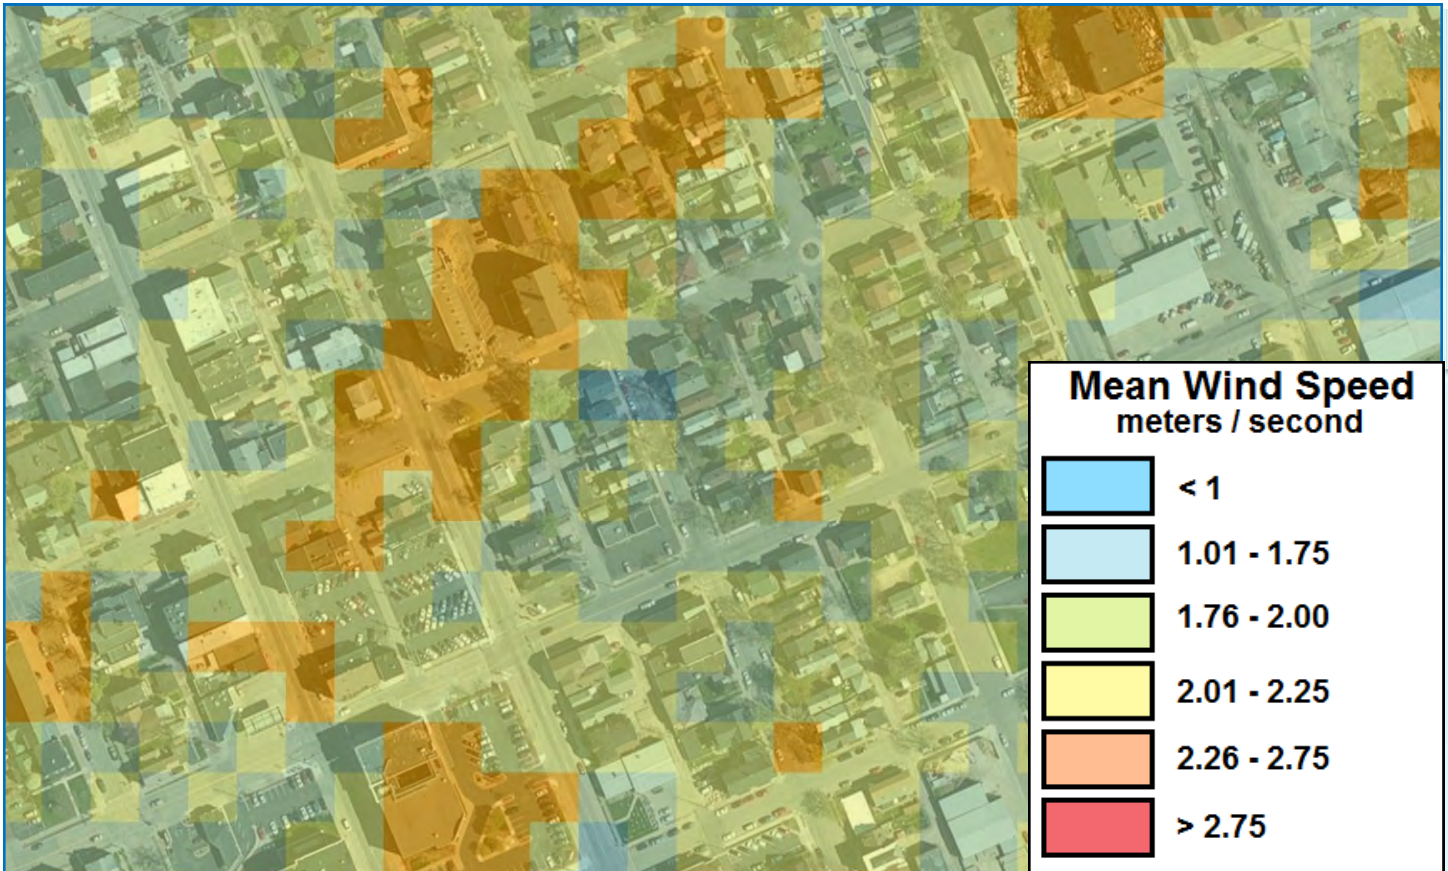 Mean Wind Speed
meters / second
< 1
1.01 - 1.75
1.76 - 2.00
2.01 - 2.25
2.26 - 2.75
> 2.75